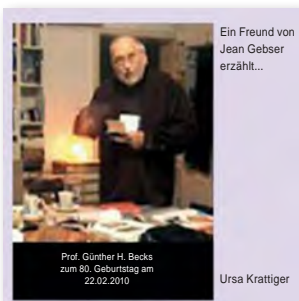 Ein Freund von
Jean Gebser
erzählt...
Prof. Günther H. Becks
zum 80. Geburtstag am
22.02.2010
Ursa Krattiger